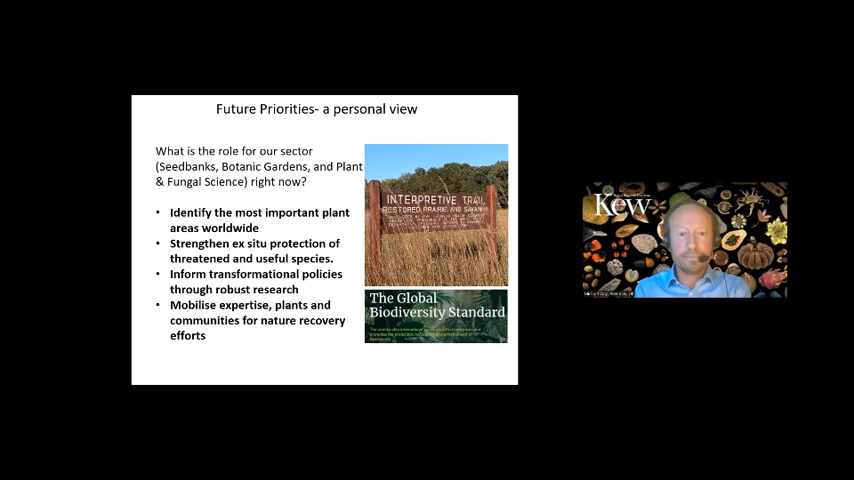 Future Priorities- a personal view
What is the role for our sector
(Seedbanks, Botanic Gardens, and Plant
& Fungal Science) right now?
• Identify the most important plant
areas worldwide
• Strengthen ex situ protection of
threatened and useful species.
• Inform transformational policies
through robust research
• Mobilise expertise, plants and
communities for nature recovery
efforts
INTERPRETIVE TRAIL
RESTORED PRAIRIE AND SAVANNA
The Global
Biodiversity Standard
Kew